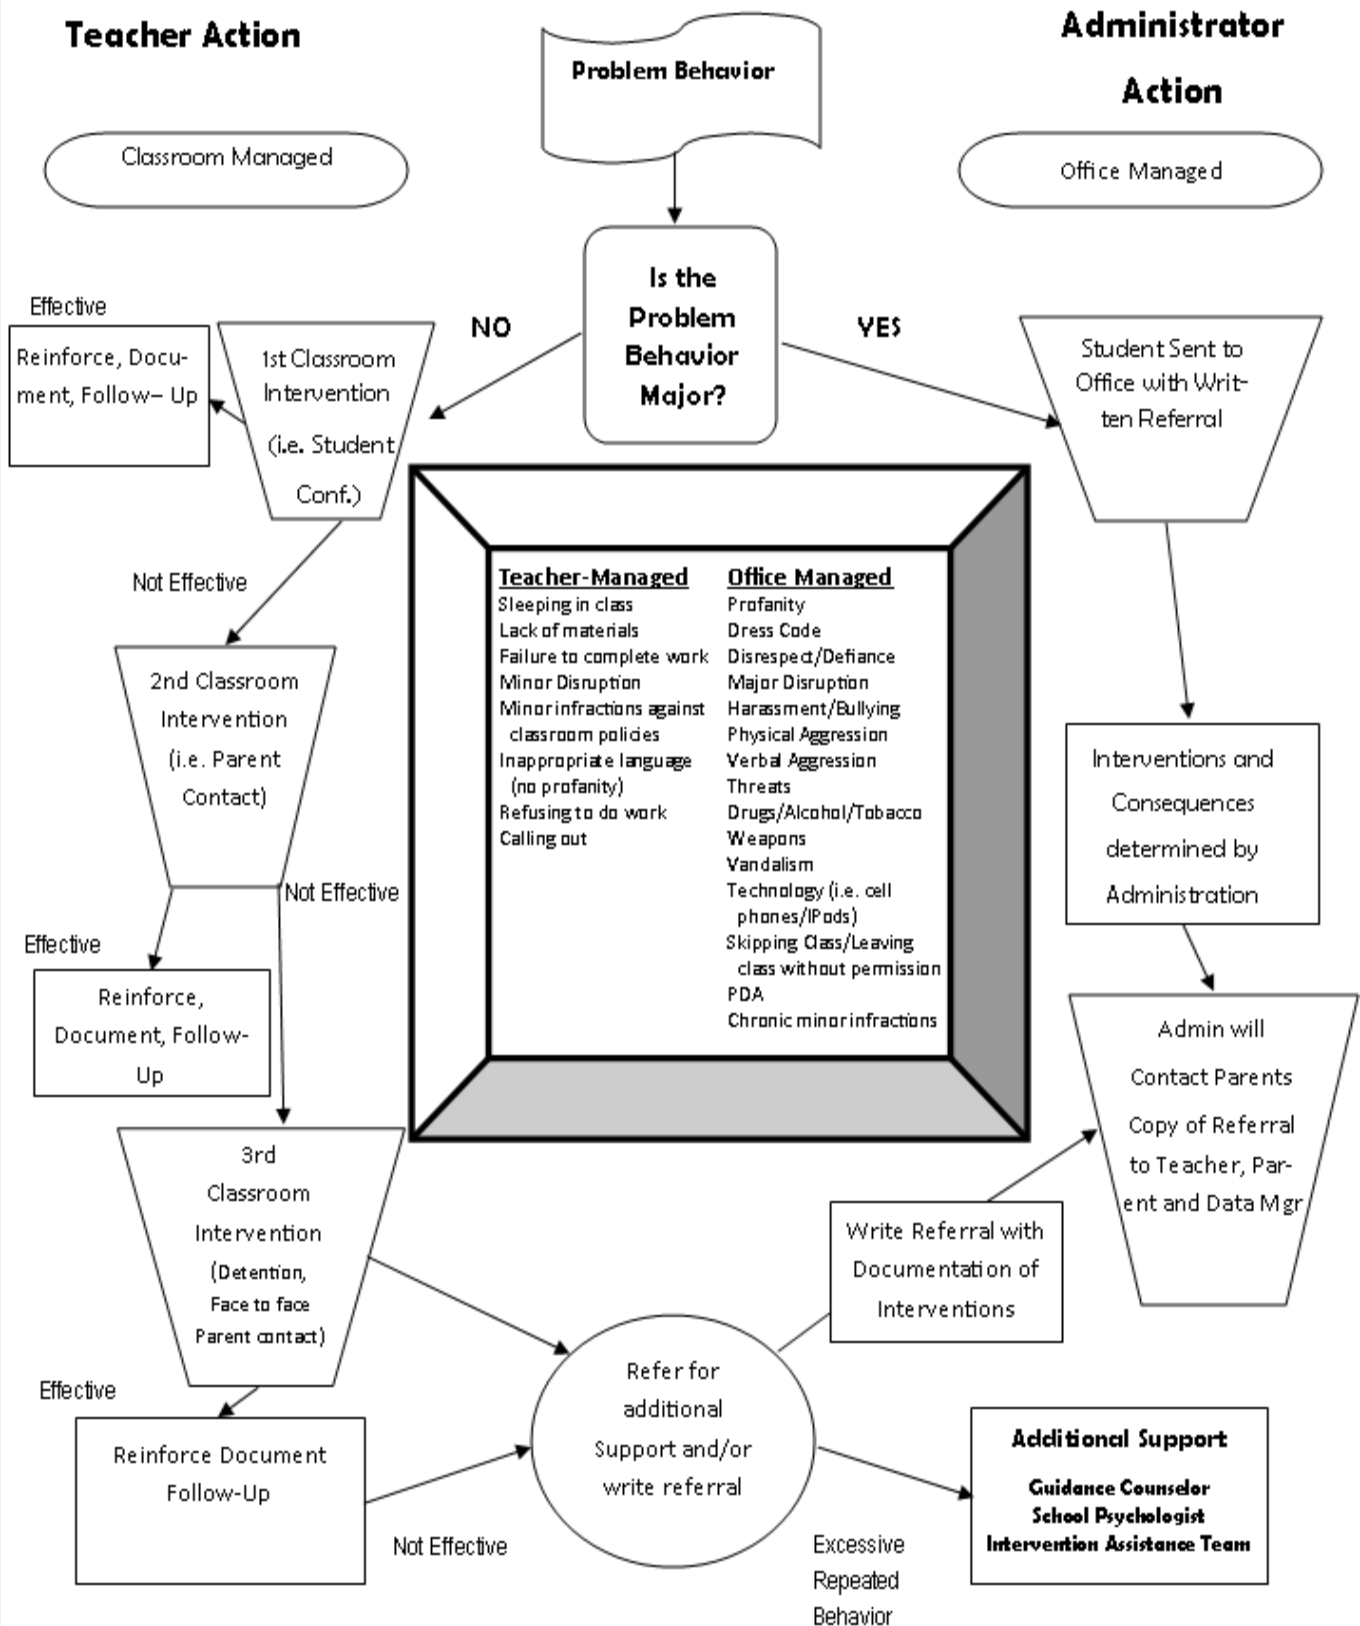 Teacher Action
Problem Behavior
Administrator
Action
Classroom Managed
Office Managed
Is the
Problem
Behavior
Major?
NO
YES
Effective
Reinforce, Docu-
ment, Follow– Up
1st Classroom
Intervention
(i.e. Student
Conf.)
Student Sent to
Office with Writ-
ten Referral
Not Effective
2nd Classroom
Intervention
(i.e. Parent
Contact)
Not Effective
Effective
Reinforce,
Document, Follow-
Up
Teacher-Managed
Sleeping in class
Lack of materials
Failure to complete work
Minor Disruption
Minor infractions against
classroom policies
Inappropriate language
(no profanity)
Refusing to do work
Calling out
Office Managed
Profanity
Dress Code
Disrespect/Defiance
Major Disruption
Harassment/Bullying
Physical Aggression
Verbal Aggression
Threats
Drugs/Alcohol/Tobacco
Weapons
Vandalism
Technology (i.e. cell
phones/IPods)
Skipping Class/Leaving
class without permission
PDA
Chronic minor infractions
Interventions and
Consequences
determined by
Administration
Admin will
Contact Parents
Copy of Referral
to Teacher, Par-
ent and Data Mgr
3rd
Classroom
Intervention
(Detention,
Face to face
Parent contact)
Effective
Reinforce Document
Follow-Up
Not Effective
Refer for
additional
Support and/or
write referral
Write Referral with
Documentation of
Interventions
Excessive
Repeated
Behavior
Additional Support
Guidance Counselor
School Psychologist
Intervention Assistance Team